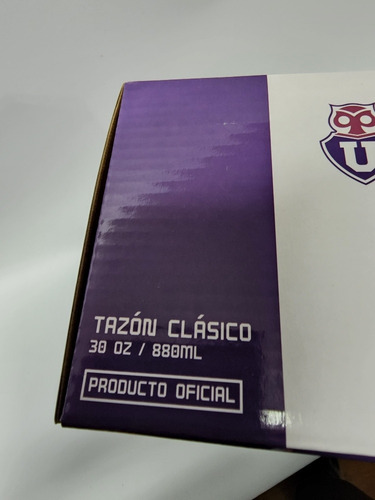 U
TAZÓN CLÁSICO
30 OZ / 880ML
PRODUCTO OFICIAL